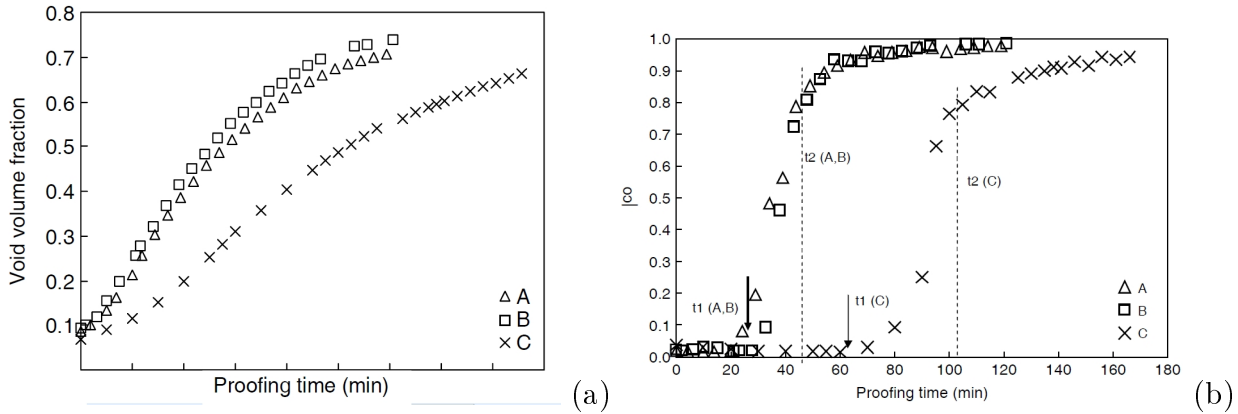 0.8
0.7
0.6
0.5
0.4
0.3
0.2
0.1
Void volume fraction
A
B
C
Proofing time (min)
(a)
1.0
0.9
0.8
0.7
0.6
0.5
0.4
0.3
0.2
0.1
0.0
|co
t2 (A,B)
t2 (C)
t1 (A,B)
t1 (C)
A
B
C
0 20 40 60 80 100 120 140 160 180
Proofing time (min)
(b)